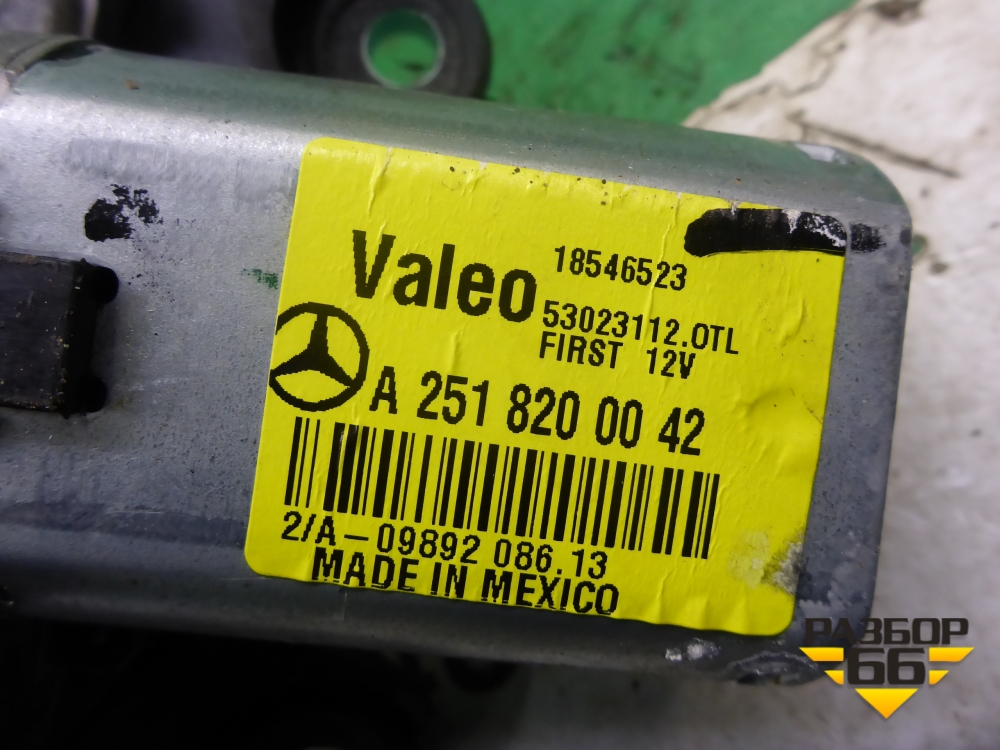 Valeo
18546523
53023112.OTL
FIRST 12V
A 251 820 00 42
2/A-09892 086.13
MADE IN MEXICO
РАЗБОР
66